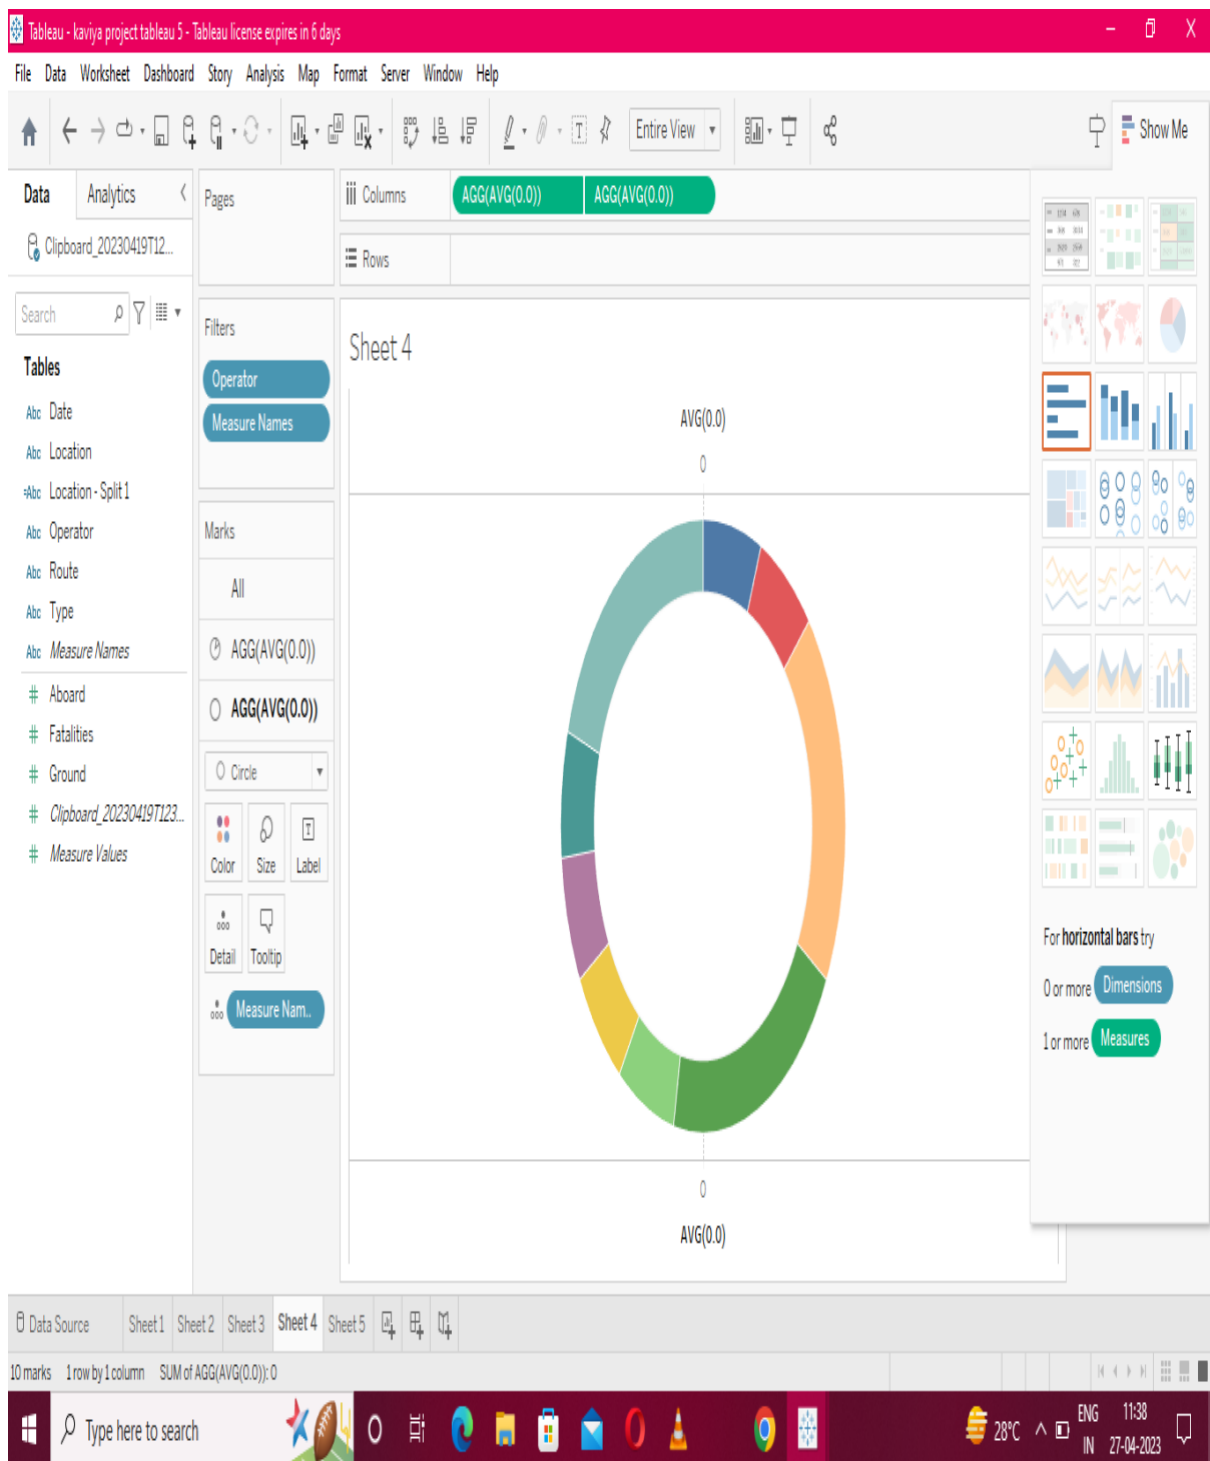 Tableau - kaviya project tableau 5 - Tableau license expires in 6 days
File Data Worksheet Dashboard Story Analysis Map Format Server Window Help
Entire View
Show Me
Data Analytics
Pages
Columns AGG(AVG(0.0)) AGG(AVG(0.0))
Clipboard_20230419T12...
Rows
Search
Filters
Sheet 4
Tables
Operator
Abc Date
Measure Names
AVG(0.0)
Abc Location
0
=Abc Location - Split 1
Abc Operator
Marks
Abc Route
All
Abc Type
Abc Measure Names
AGG(AVG(0.0))
# Aboard
AGG(AVG(0.0))
# Fatalities
# Ground
Circle
# Clipboard_20230419T123...
# Measure Values
Color Size Label
Detail Tooltip
Measure Nam..
For horizontal bars try
0 or more Dimensions
1 or more Measures
0
AVG(0.0)
Data Source Sheet 1 Sheet 2 Sheet 3 Sheet 4 Sheet 5
10 marks 1 row by 1 column SUM of AGG(AVG(0.0)): 0
Type here to search
28°C
ENG
IN
11:38
27-04-2023